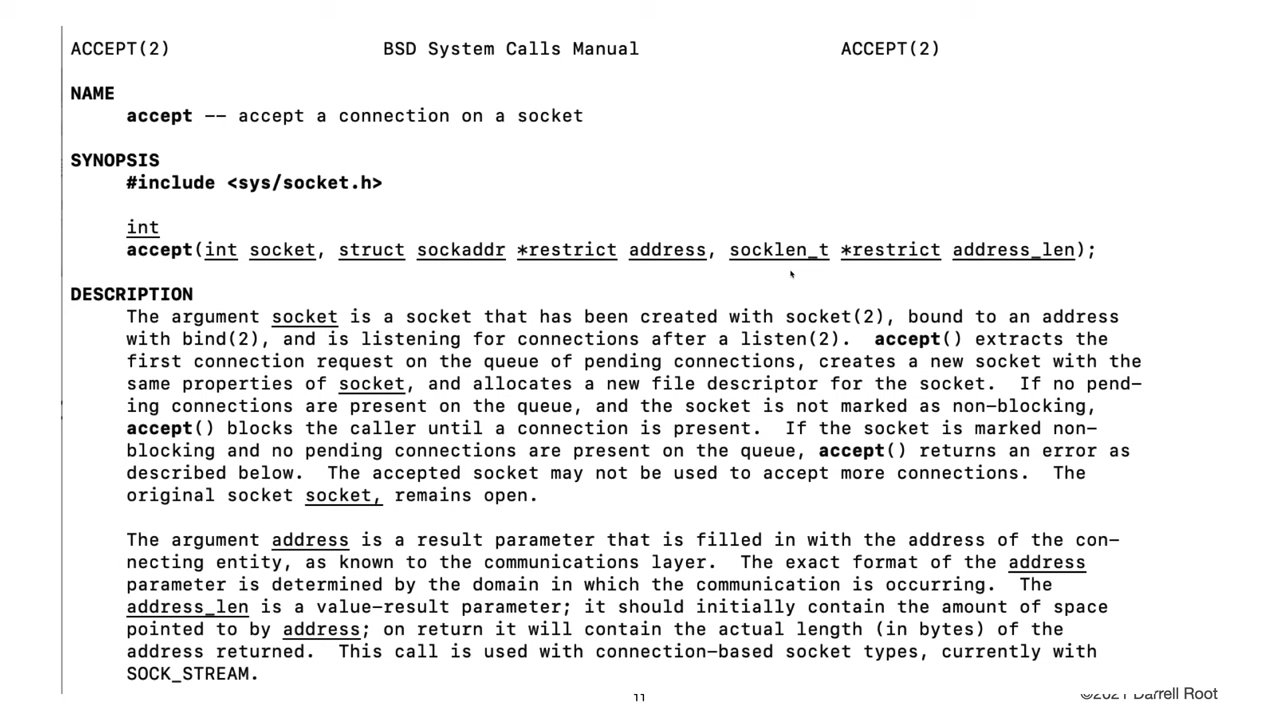 ACCEPT(2) BSD System Calls Manual ACCEPT(2)
NAME
accept -- accept a connection on a socket
SYNOPSIS
#include <sys/socket.h>
int
accept(int socket, struct sockaddr *restrict address, socklen_t *restrict address_len);
DESCRIPTION
The argument socket is a socket that has been created with socket(2), bound to an address
with bind(2), and is listening for connections after a listen(2). accept() extracts the
first connection request on the queue of pending connections, creates a new socket with the
same properties of socket, and allocates a new file descriptor for the socket. If no pend-
ing connections are present on the queue, and the socket is not marked as non-blocking,
accept() blocks the caller until a connection is present. If the socket is marked non-
blocking and no pending connections are present on the queue, accept() returns an error as
described below. The accepted socket may not be used to accept more connections. The
original socket socket, remains open.
The argument address is a result parameter that is filled in with the address of the con-
necting entity, as known to the communications layer. The exact format of the address
parameter is determined by the domain in which the communication is occurring. The
address_len is a value-result parameter; it should initially contain the amount of space
pointed to by address; on return it will contain the actual length (in bytes) of the
address returned. This call is used with connection-based socket types, currently with
SOCK_STREAM.
11
©2021 Darrell Root